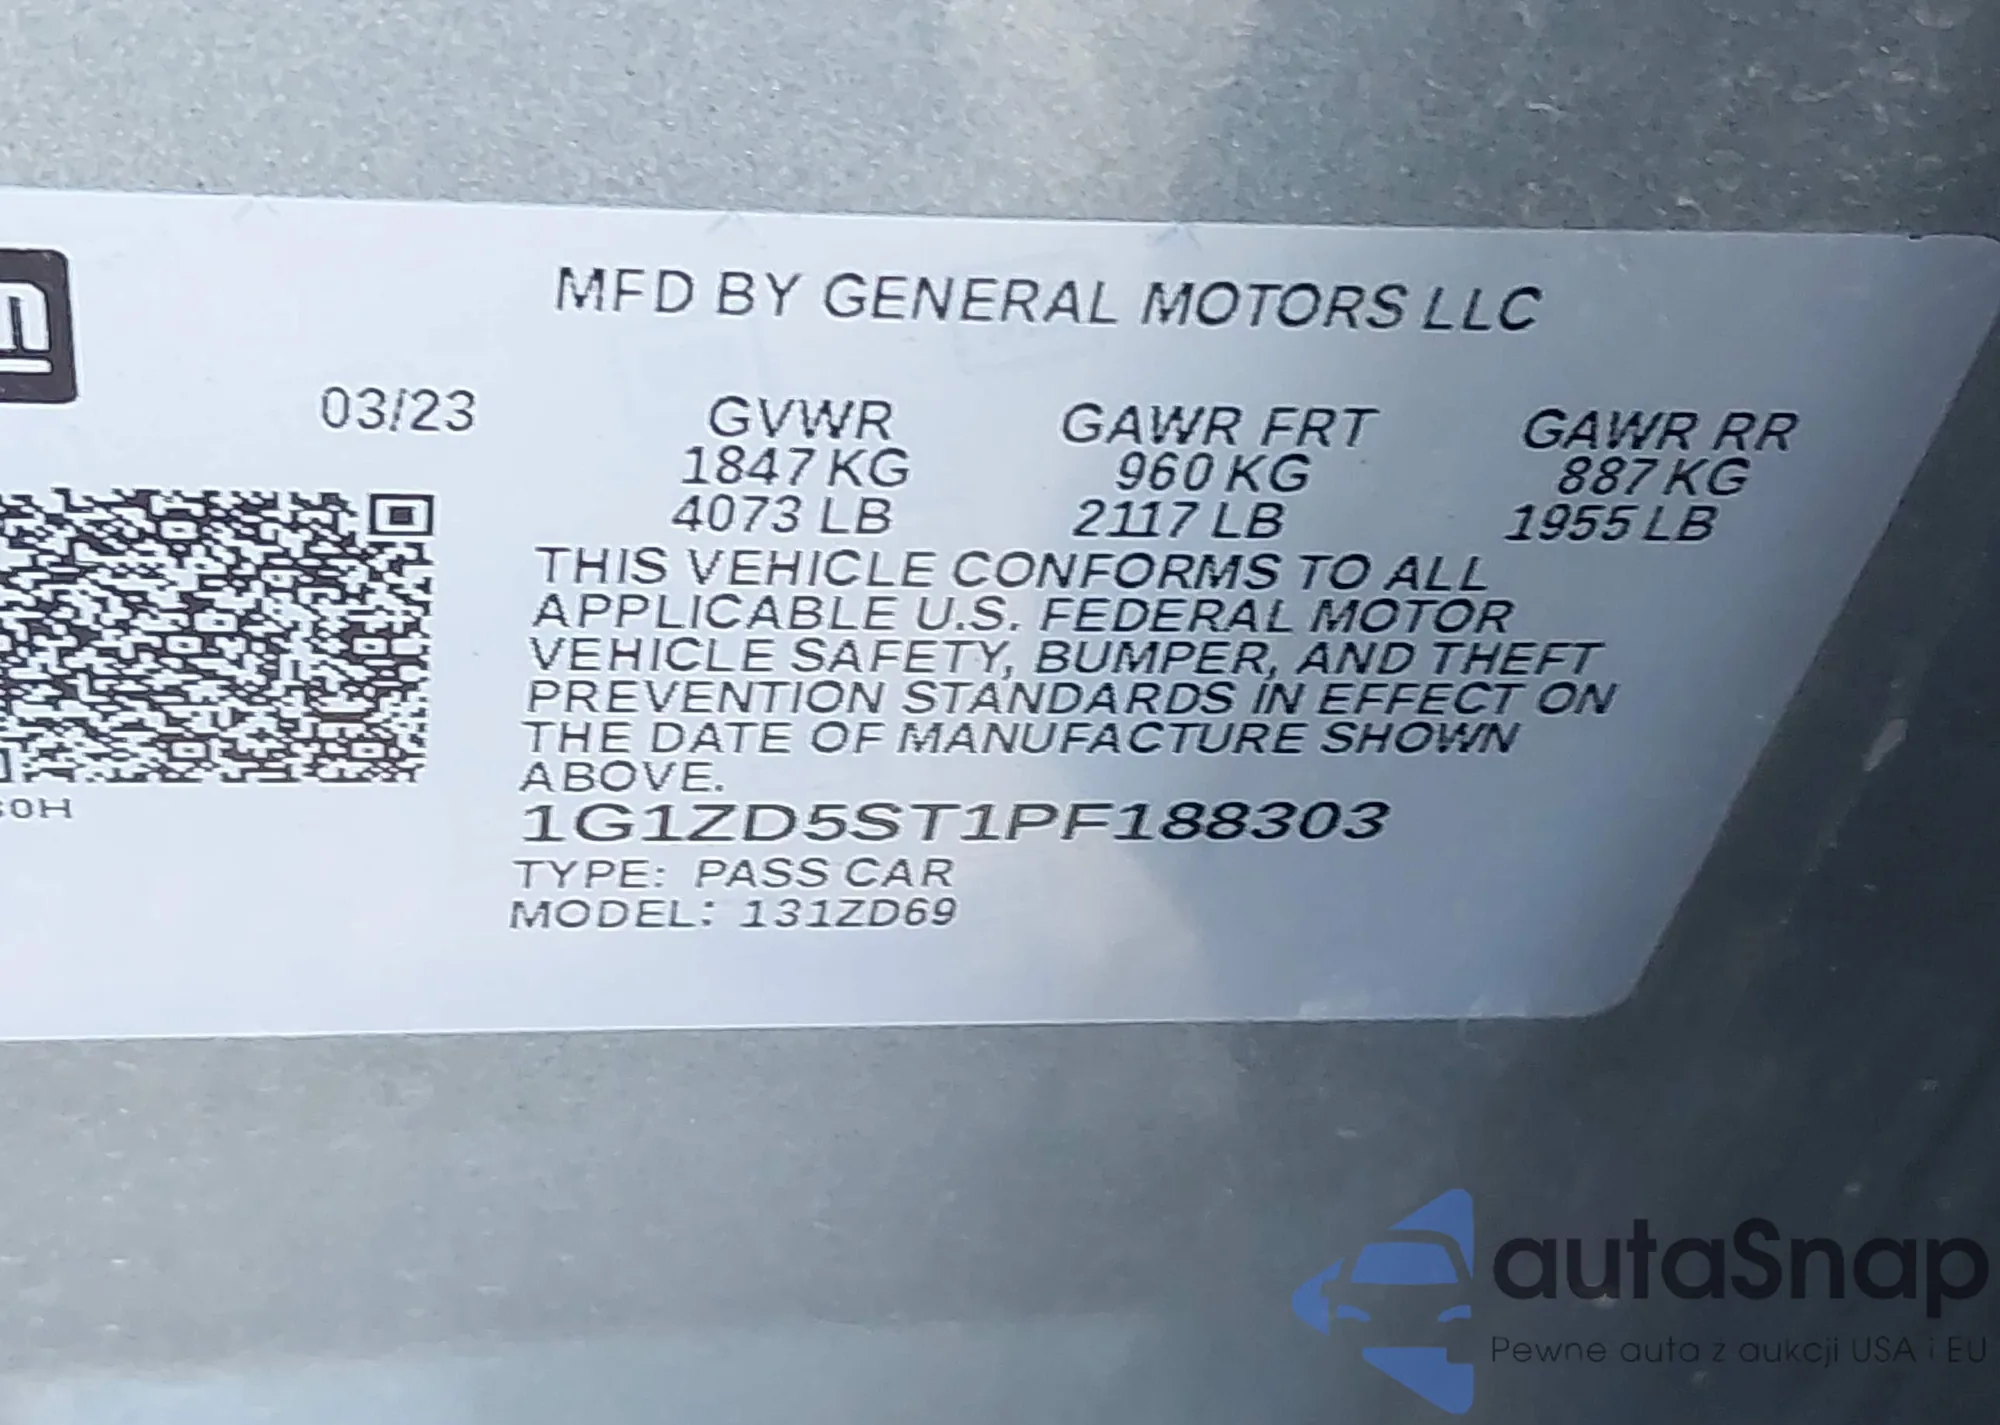 MFD BY GENERAL MOTORS LLC
03/23 GVWR GAWR FRT GAWR RR
1847 KG 960 KG 887 KG
4073 LB 2117 LB 1955 LB
THIS VEHICLE CONFORMS TO ALL
APPLICABLE U.S. FEDERAL MOTOR
VEHICLE SAFETY, BUMPER, AND THEFT
PREVENTION STANDARDS IN EFFECT ON
THE DATE OF MANUFACTURE SHOWN
ABOVE.
1G1ZD5ST1PF188303
TYPE: PASS CAR
MODEL: 131ZD69
autaSnap
Pewne auta z aukcji USA i EU